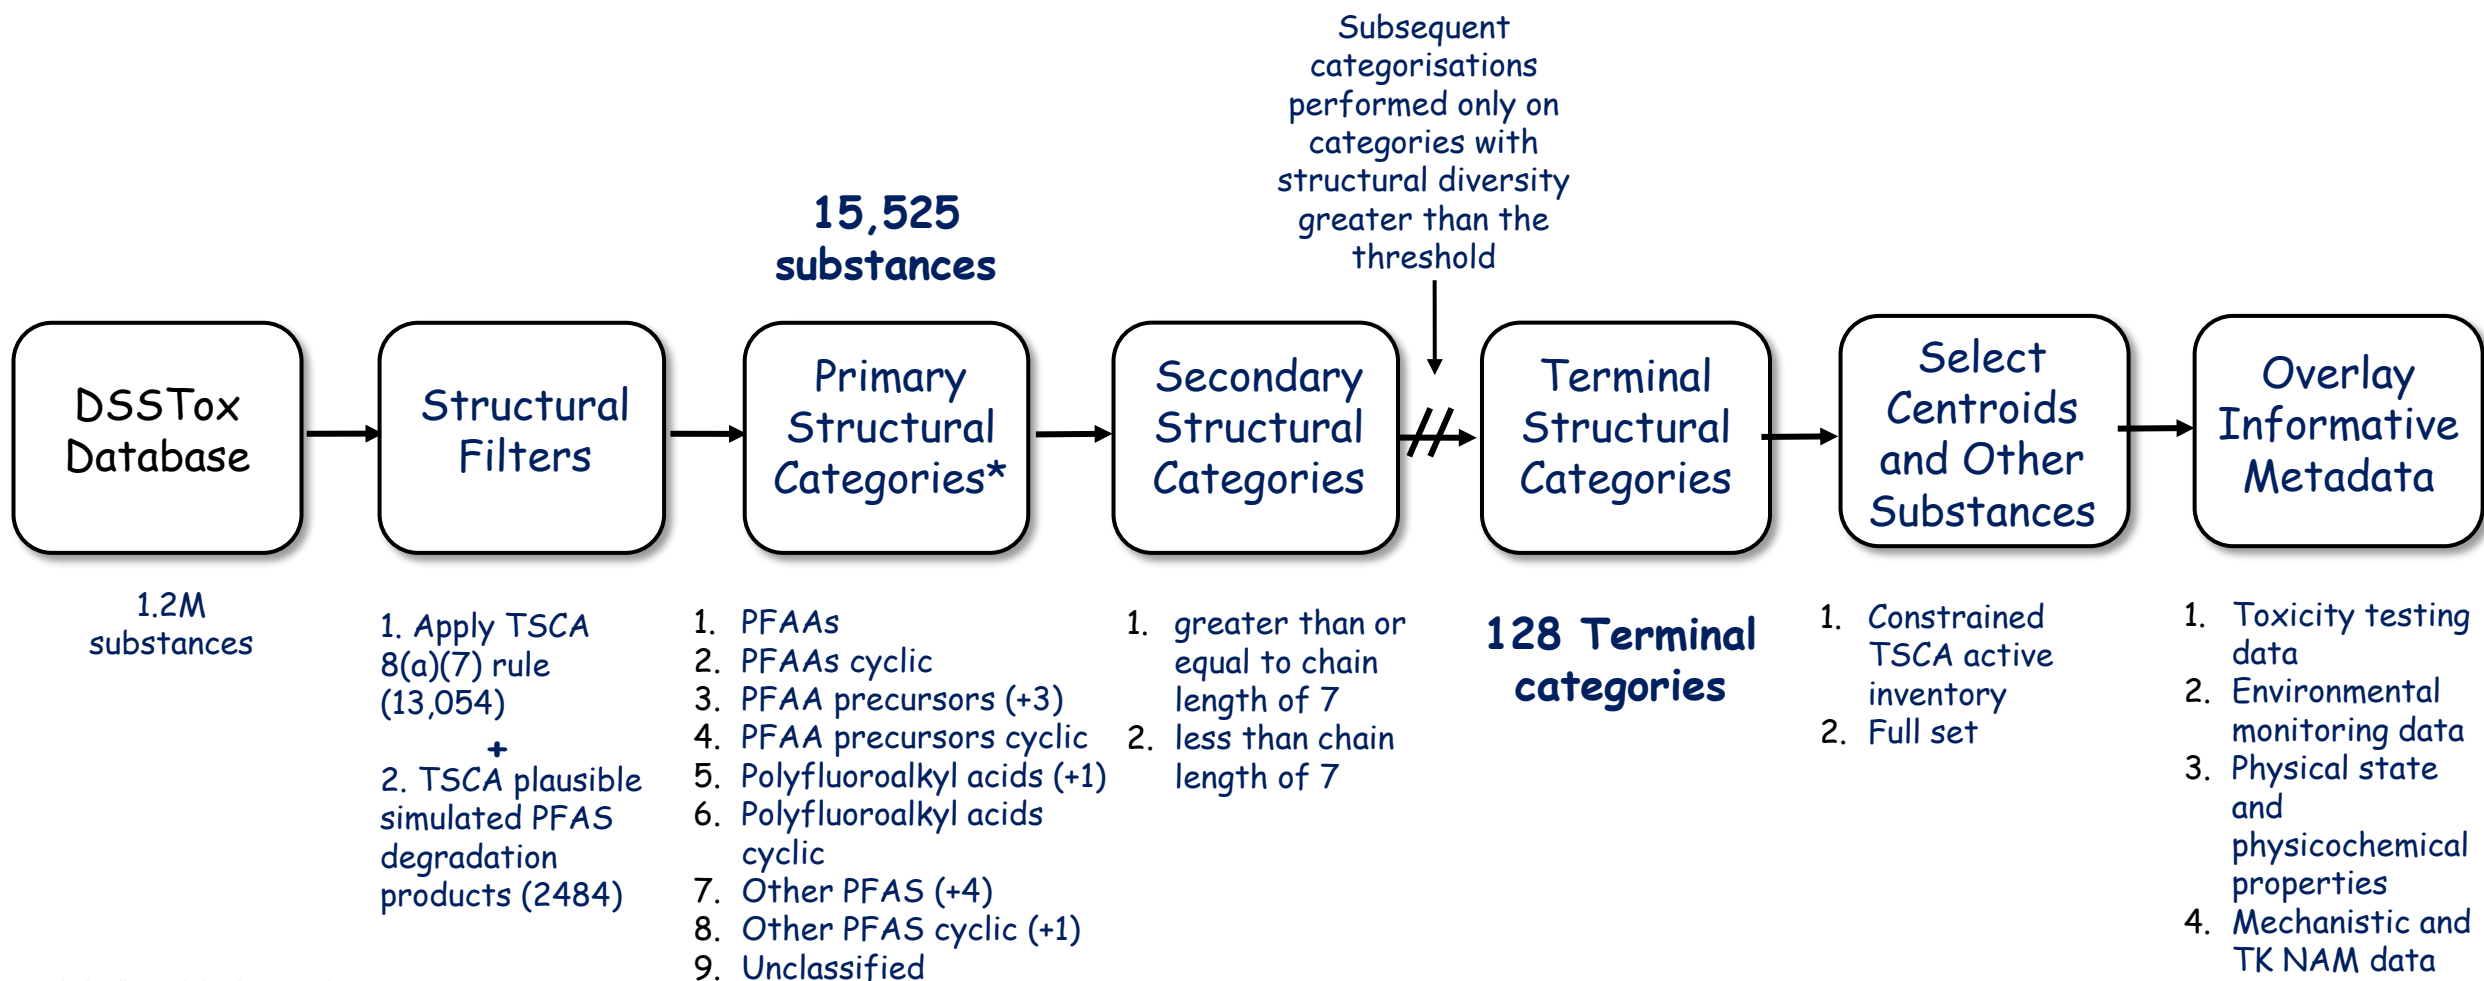 Subsequent
categorisations
performed only on
categories with
structural diversity
greater than the
threshold
15,525
substances
DSSTox
Database
Structural
Filters
Primary
Structural
Categories*
Secondary
Structural
Categories
Terminal
Structural
Categories
Select
Centroids
and Other
Substances
Overlay
Informative
Metadata
1.2M
substances
1. Apply TSCA
8(a)(7) rule
(13,054)
+
2. TSCA plausible
simulated PFAS
degradation
products (2484)
1. PFAAs
2. PFAAs cyclic
3. PFAA precursors (+3)
4. PFAA precursors cyclic
5. Polyfluoroalkyl acids (+1)
6. Polyfluoroalkyl acids
cyclic
7. Other PFAS (+4)
8. Other PFAS cyclic (+1)
9. Unclassified
1. greater than or
equal to chain
length of 7
2. less than chain
length of 7
128 Terminal
categories
1. Constrained
TSCA active
inventory
2. Full set
1. Toxicity testing
data
2. Environmental
monitoring data
3. Physical state
and
physicochemical
properties
4. Mechanistic and
TK NAM data